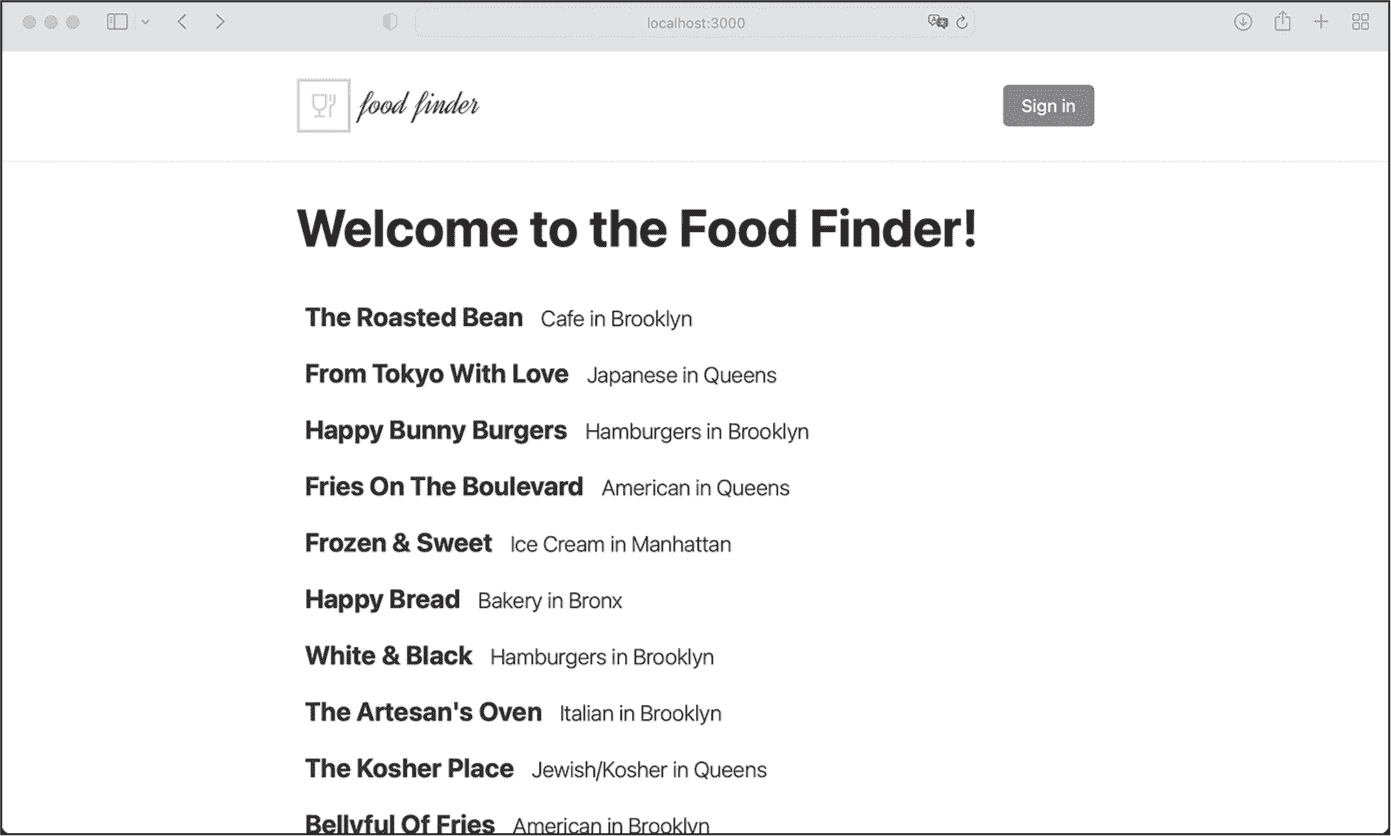 localhost:3000
food finder
Sign in
Welcome to the Food Finder!
The Roasted Bean Cafe in Brooklyn
From Tokyo With Love Japanese in Queens
Happy Bunny Burgers Hamburgers in Brooklyn
Fries On The Boulevard American in Queens
Frozen & Sweet Ice Cream in Manhattan
Happy Bread Bakery in Bronx
White & Black Hamburgers in Brooklyn
The Artesan's Oven Italian in Brooklyn
The Kosher Place Jewish/Kosher in Queens
Bellyful Of Fries American in Brooklyn